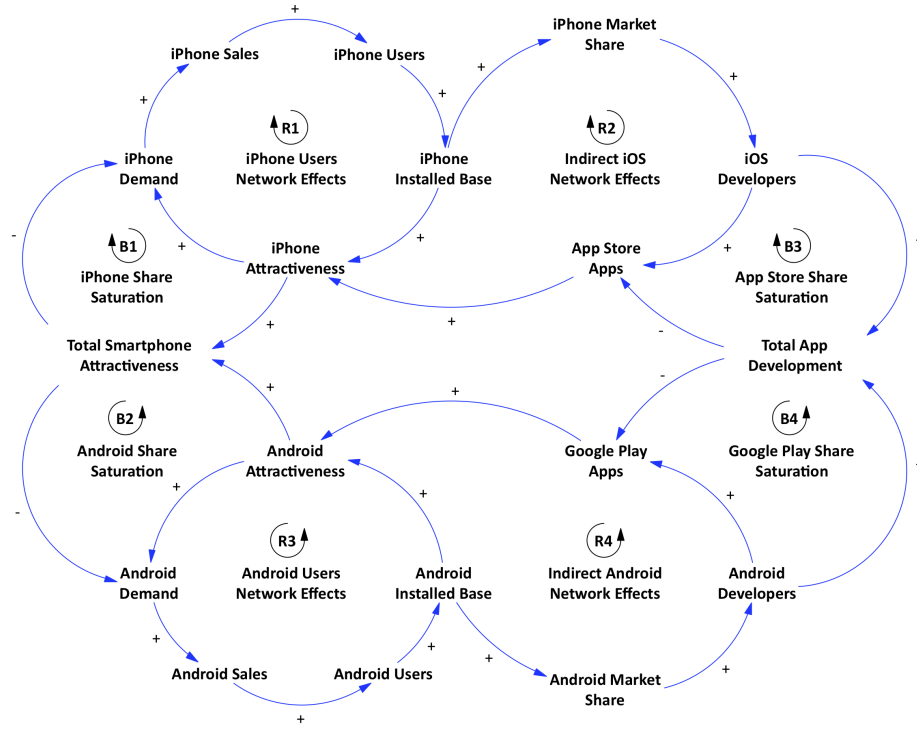 iPhone Market
Share
iPhone Sales
iPhone Users
+
+
+
+
+
+
R1
iPhone Users
Network Effects
R2
Indirect iOS
Network Effects
iPhone
Demand
iPhone
Installed Base
iOS
Developers
-
B1
iPhone Share
Saturation
+
iPhone
Attractiveness
+
App Store
Apps
+
B3
App Store Share
Saturation
+
+
-
Total Smartphone
Attractiveness
Total App
Development
-
+
+
B2
Android Share
Saturation
Android
Attractiveness
Google Play
Apps
B4
Google Play Share
Saturation
-
+
+
+
R3
Android Users
Network Effects
R4
Indirect Android
Network Effects
Android
Demand
Android
Installed Base
Android
Developers
+
+
+
+
Android Sales
Android Users
Android Market
Share
+